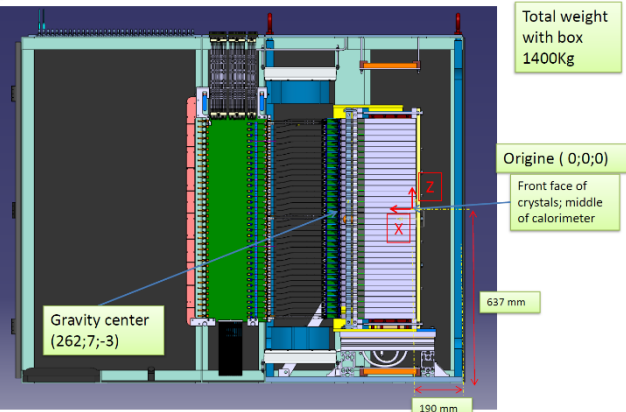 Total weight
with box
1400Kg
Origine ( 0;0;0)
Front face of
crystals; middle
of calorimeter
Z
X
637 mm
Gravity center
(262;7;-3)
190 mm